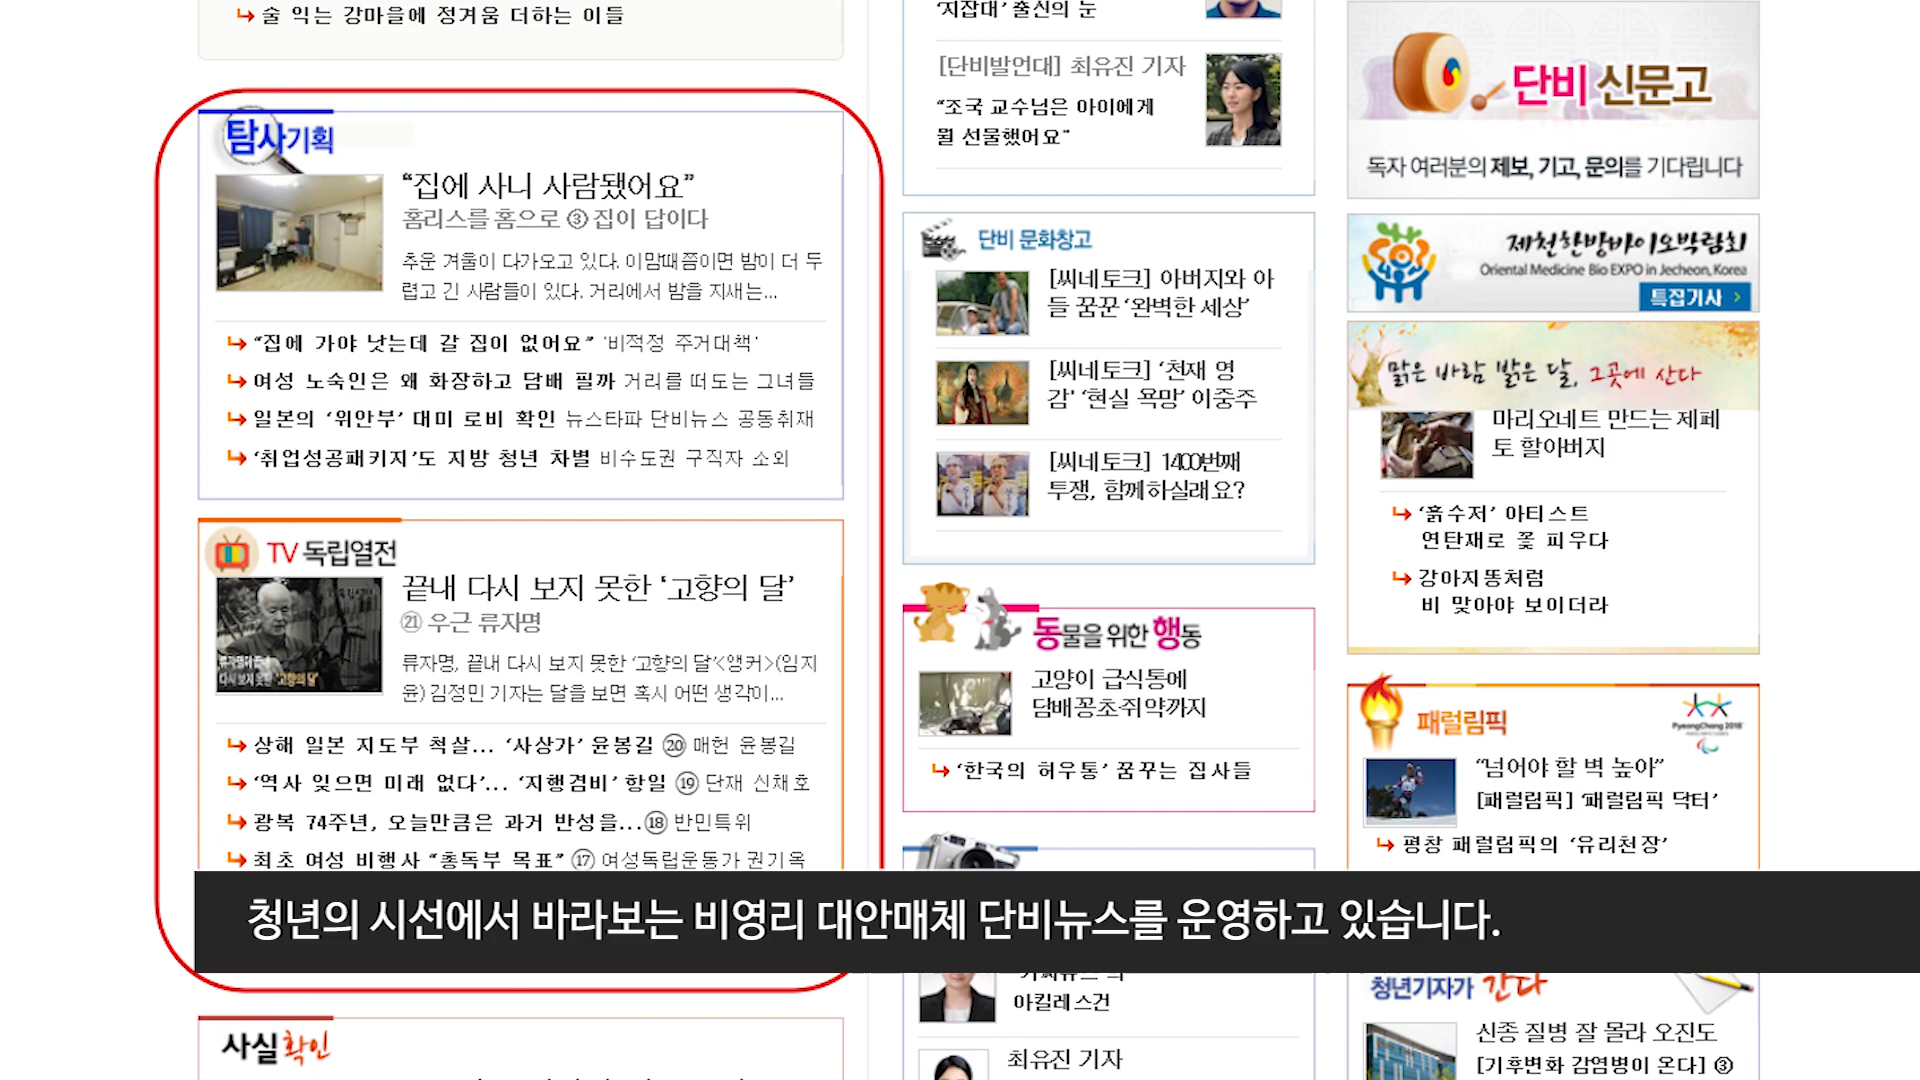 술 익는 강마을에 정겨움 더하는 이들
탐사기획
“집에 사니 사람됐어요”
홈리스를 홈으로 ③ 집이 답이다
추운 겨울이 다가오고 있다. 이맘때쯤이면 밤이 더 두
렵고 긴 사람들이 있다. 거리에서 밤을 지새는...
“집에 가야 낫는데 갈 집이 없어요” '비적정 주거대책'
여성 노숙인은 왜 화장하고 담배 필까 거리를 떠도는 그녀들
일본의 ‘위안부’ 대미 로비 확인 뉴스타파 단비뉴스 공동취재
‘취업성공패키지’도 지방 청년 차별 비수도권 구직자 소외
TV 독립열전
끝내 다시 보지 못한 ‘고향의 달’
㉑ 우근 류자명
류자명, 끝내 다시 보지 못한 ‘고향의 달’<앵커>(임지
윤) 김정민 기자는 달을 보면 혹시 어떤 생각이...
류자명이 끝내
다시 보지 못한 '고향의 달'
상해 일본 지도부 척살... ‘사상가’ 윤봉길 ⑳ 매헌 윤봉길
‘역사 잊으면 미래 없다’... ‘지행겸비’ 항일 ⑲ 단재 신채호
광복 74주년, 오늘만큼은 과거 반성을...⑱ 반민특위
최초 여성 비행사 “총독부 목표” ⑰ 여성독립운동가 권기옥
사실확인
‘지잡대’ 출신의 눈
[단비발언대] 최유진 기자
“조국 교수님은 아이에게
뭘 선물했어요”
단비 문화창고
[씨네토크] 아버지와 아
들 꿈꾼 ‘완벽한 세상’
[씨네토크] ‘천재 영
감' ‘현실 욕망’ 이중주
[씨네토크] 1400번째
투쟁, 함께하실래요?
동물을 위한 행동
고양이 급식통에
담배꽁초·쥐약까지
‘한국의 허우통’ 꿈꾸는 집사들
아킬레스건
최유진 기자
단비 신문고
독자 여러분의 제보, 기고, 문의를 기다립니다
제천한방바이오박람회
Oriental Medicine Bio EXPO in Jecheon, Korea
특집기사 >
맑은 바람 밝은 달, 그곳에 산다
마리오네트 만드는 제페
토 할아버지
‘흙수저’ 아티스트
연탄재로 꽃 피우다
강아지똥처럼
비 맞아야 보이더라
패럴림픽
PyeongChang 2018
“넘어야 할 벽 높아”
[패럴림픽] ‘패럴림픽 닥터’
평창 패럴림픽의 ‘유리천장’
청년기자가 간다
신종 질병 잘 몰라 오진도
[기후변화 감염병이 온다] ③
청년의 시선에서 바라보는 비영리 대안매체 단비뉴스를 운영하고 있습니다.